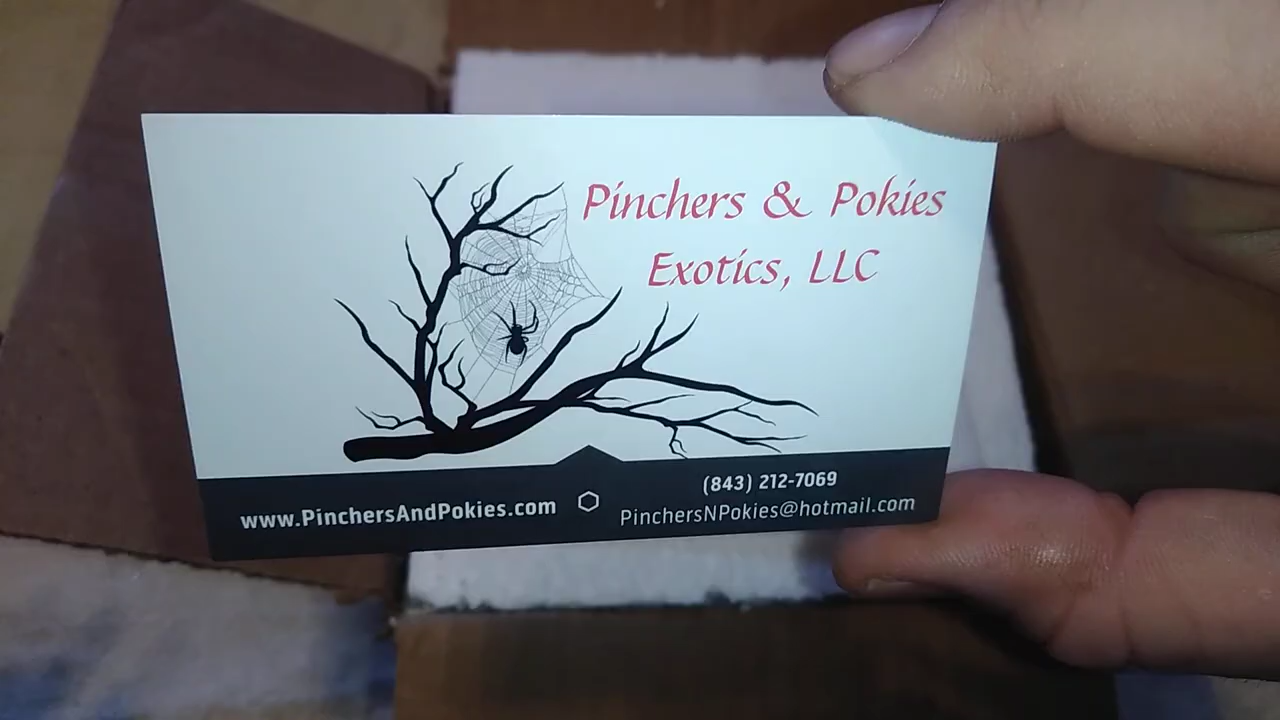 Pinchers & Pokies
Exotics, LLC
www.PinchersAndPokies.com
(843) 212-7069
PinchersNPokies@hotmail.com